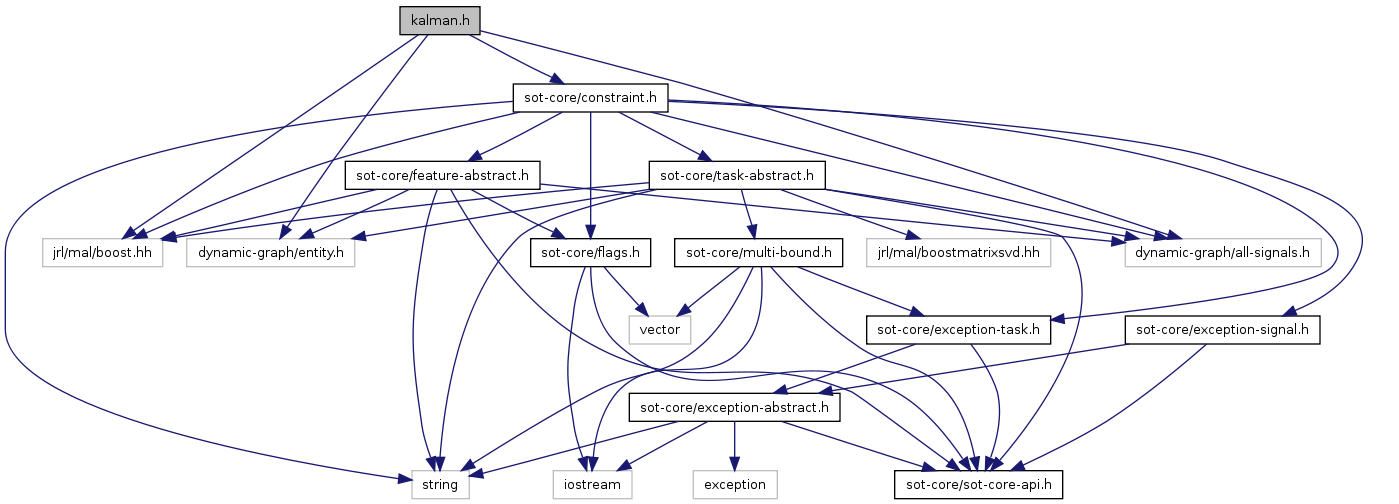 kalman.h
sot-core/constraint.h
sot-core/feature-abstract.h
sot-core/task-abstract.h
jrl/mal/boost.hh
dynamic-graph/entity.h
sot-core/flags.h
sot-core/multi-bound.h
jrl/mal/boostmatrixsvd.hh
dynamic-graph/all-signals.h
vector
sot-core/exception-task.h
sot-core/exception-signal.h
sot-core/exception-abstract.h
string
iostream
exception
sot-core/sot-core-api.h